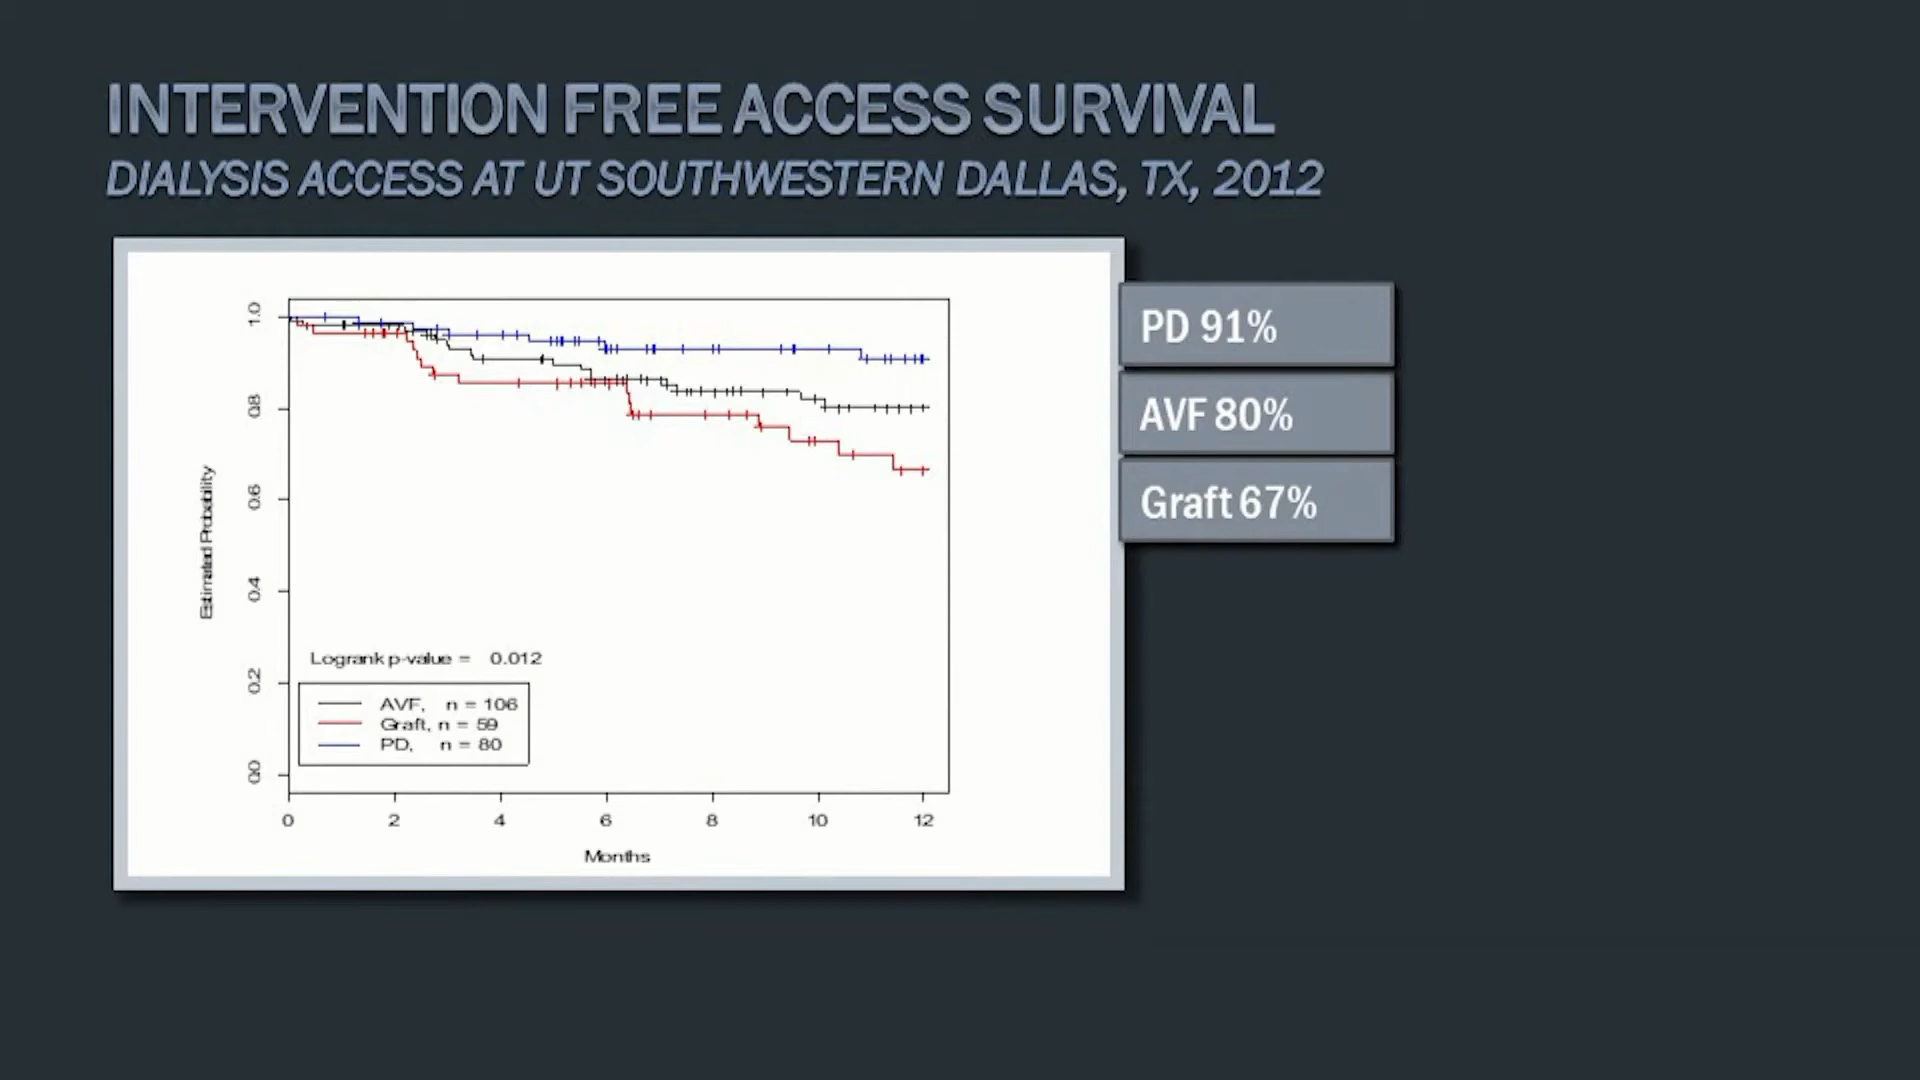 INTERVENTION FREE ACCESS SURVIVAL
DIALYSIS ACCESS AT UT SOUTHWESTERN DALLAS, TX, 2012
PD 91%
AVF 80%
Graft 67%
1.0
0.8
0.6
0.4
0.2
0.0
Estimated Probability
Logrank p-value = 0.012
AVF, n = 106
Graft, n = 59
PD, n = 80
0 2 4 6 8 10 12
Months